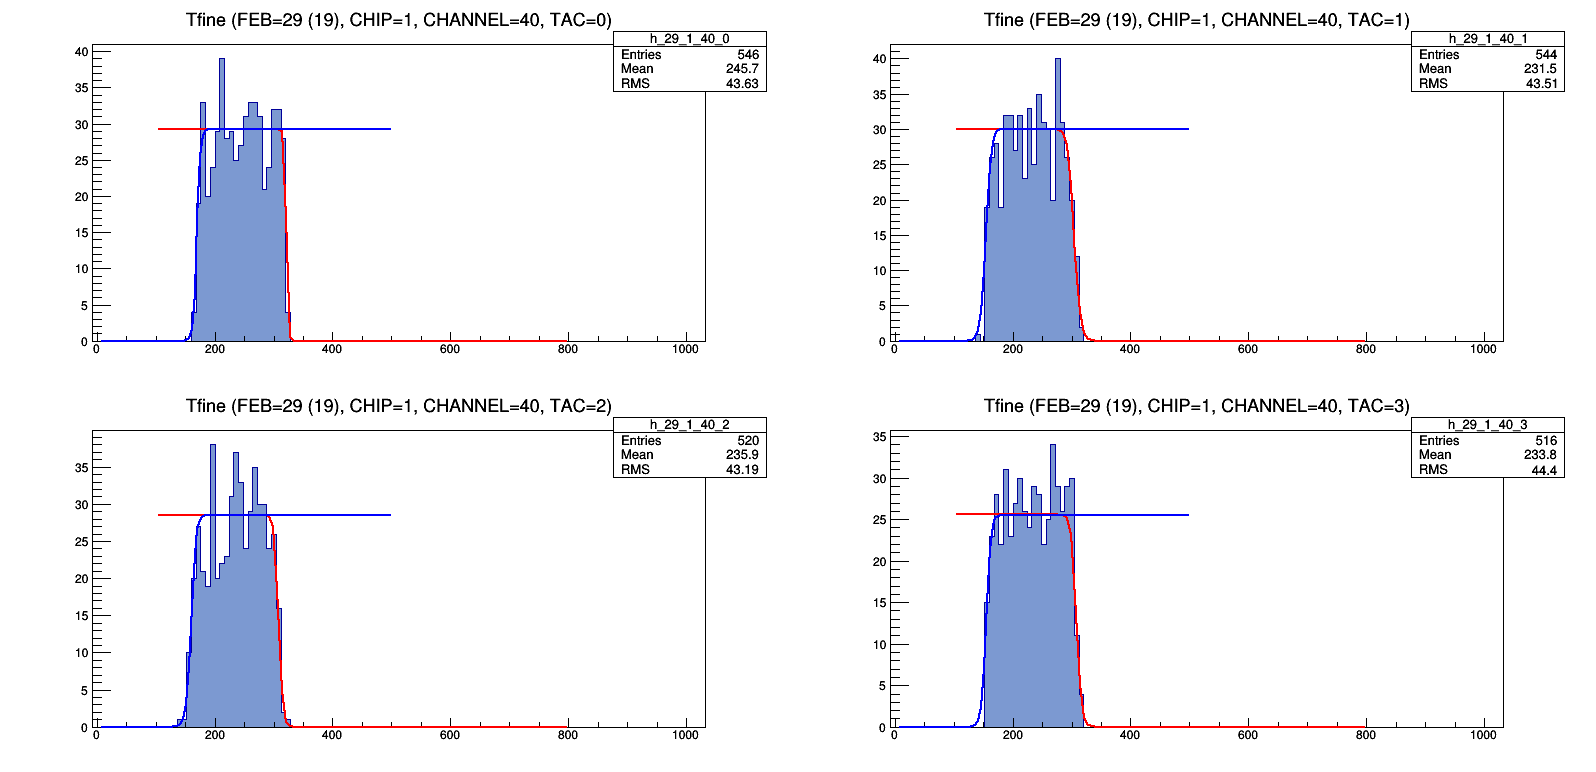 Tfine (FEB=29 (19), CHIP=1, CHANNEL=40, TAC=0)
h_29_1_40_0
Entries 546
Mean 245.7
RMS 43.63
40
35
30
25
20
15
10
5
0
0 200 400 600 800 1000
Tfine (FEB=29 (19), CHIP=1, CHANNEL=40, TAC=1)
h_29_1_40_1
Entries 544
Mean 231.5
RMS 43.51
40
35
30
25
20
15
10
5
0
0 200 400 600 800 1000
Tfine (FEB=29 (19), CHIP=1, CHANNEL=40, TAC=2)
h_29_1_40_2
Entries 520
Mean 235.9
RMS 43.19
35
30
25
20
15
10
5
0
0 200 400 600 800 1000
Tfine (FEB=29 (19), CHIP=1, CHANNEL=40, TAC=3)
h_29_1_40_3
Entries 516
Mean 233.8
RMS 44.4
35
30
25
20
15
10
5
0
0 200 400 600 800 1000